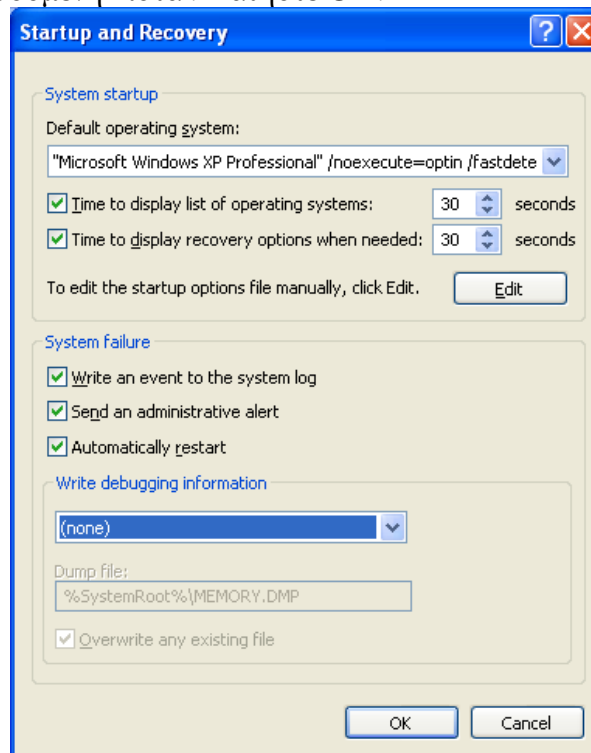 Startup and Recovery
System startup
Default operating system:
"Microsoft Windows XP Professional" /noexecute=optin /fastdete
Time to display list of operating systems: 30 seconds
Time to display recovery options when needed: 30 seconds
To edit the startup options file manually, click Edit. Edit
System failure
Write an event to the system log
Send an administrative alert
Automatically restart
Write debugging information
(none)
Dump file:
%SystemRoot%\MEMORY.DMP
Overwrite any existing file
OK Cancel